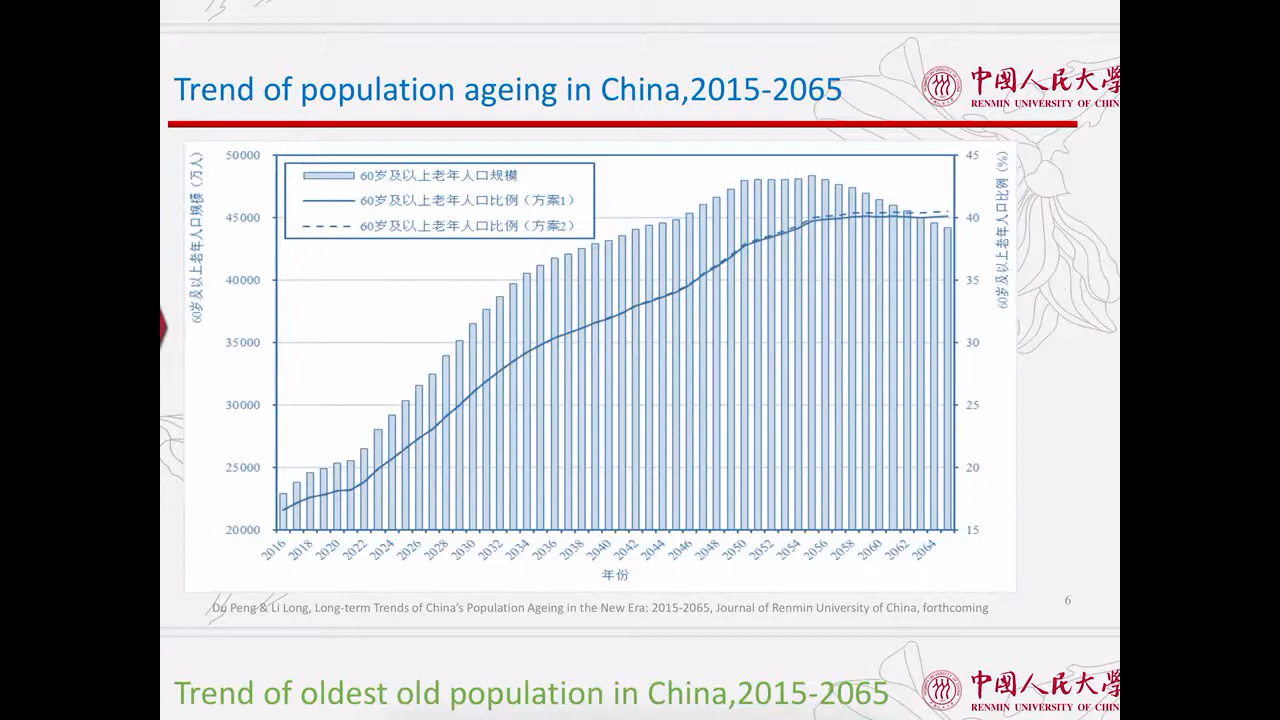 Trend of population ageing in China,2015-2065
中国人民大学
RENMIN UNIVERSITY OF CHIN
60岁及以上老年人口规模（万人）
50000
45000
40000
35000
30000
25000
20000
60岁及以上老年人口规模
60岁及以上老年人口比例（方案1）
60岁及以上老年人口比例（方案2）
45
40
35
30
25
20
15
60岁及以上老年人口比例（%）
2016 2018 2020 2022 2024 2026 2028 2030 2032 2034 2036 2038 2040 2042 2044 2046 2048 2050 2052 2054 2056 2058 2060 2062 2064
年份
Du Peng & Li Long, Long-term Trends of China's Population Ageing in the New Era: 2015-2065, Journal of Renmin University of China, forthcoming
6
Trend of oldest old population in China,2015-2065
中国人民大学
RENMIN UNIVERSITY OF CHIN